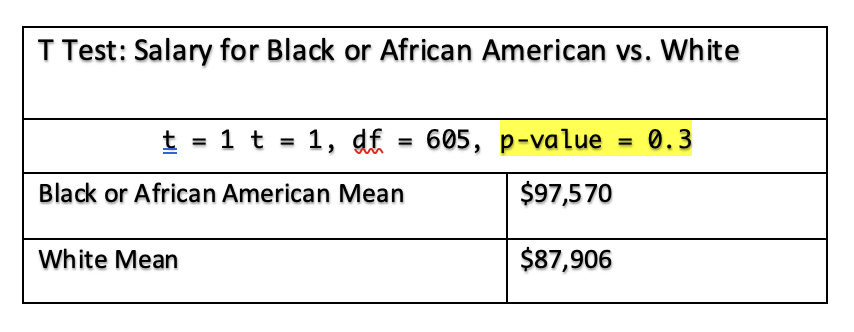 T Test: Salary for Black or African American vs. White
t = 1 t = 1, df = 605, p-value = 0.3
Black or African American Mean $97,570
White Mean $87,906